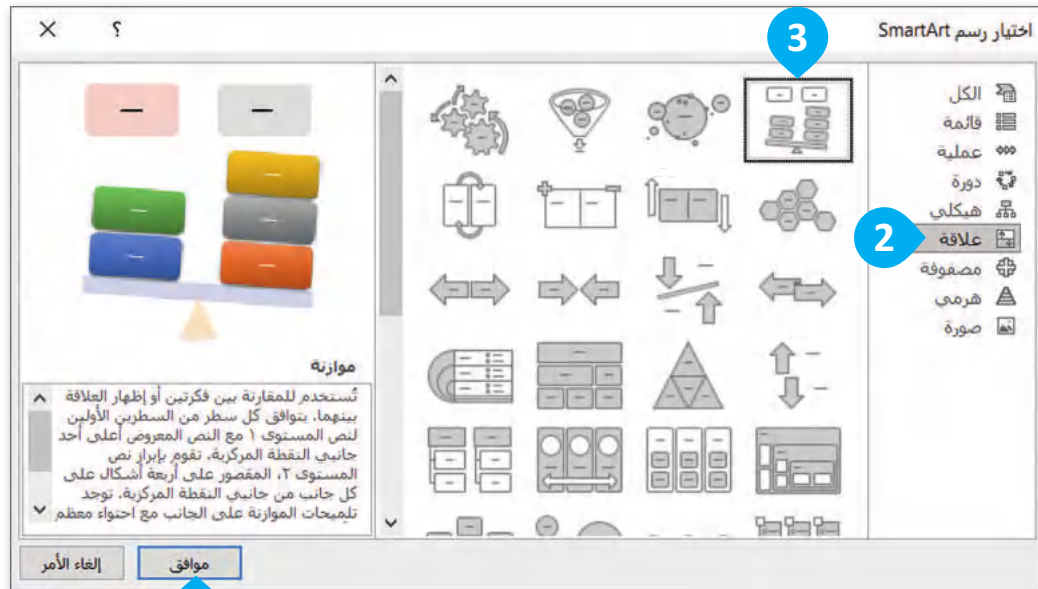 اختيار رسم SmartArt
؟
3
الكل
قائمة
عملية
دورة
هيكلي
2
علاقة
مصفوفة
هرمي
صورة
موازنة
تُستخدم للمقارنة بين فكرتين أو إظهار العلاقة
بينهما. يتوافق كل سطر من السطرين الأولين
لنص المستوى ١ مع النص المعروض أعلى أحد
جانبي النقطة المركزية. تقوم بإبراز نص
المستوى ٢، المقصور على أربعة أشكال على
كل جانب من جانبي النقطة المركزية. توجد
تلميحات الموازنة على الجانب مع احتواء معظم
موافق
إلغاء الأمر